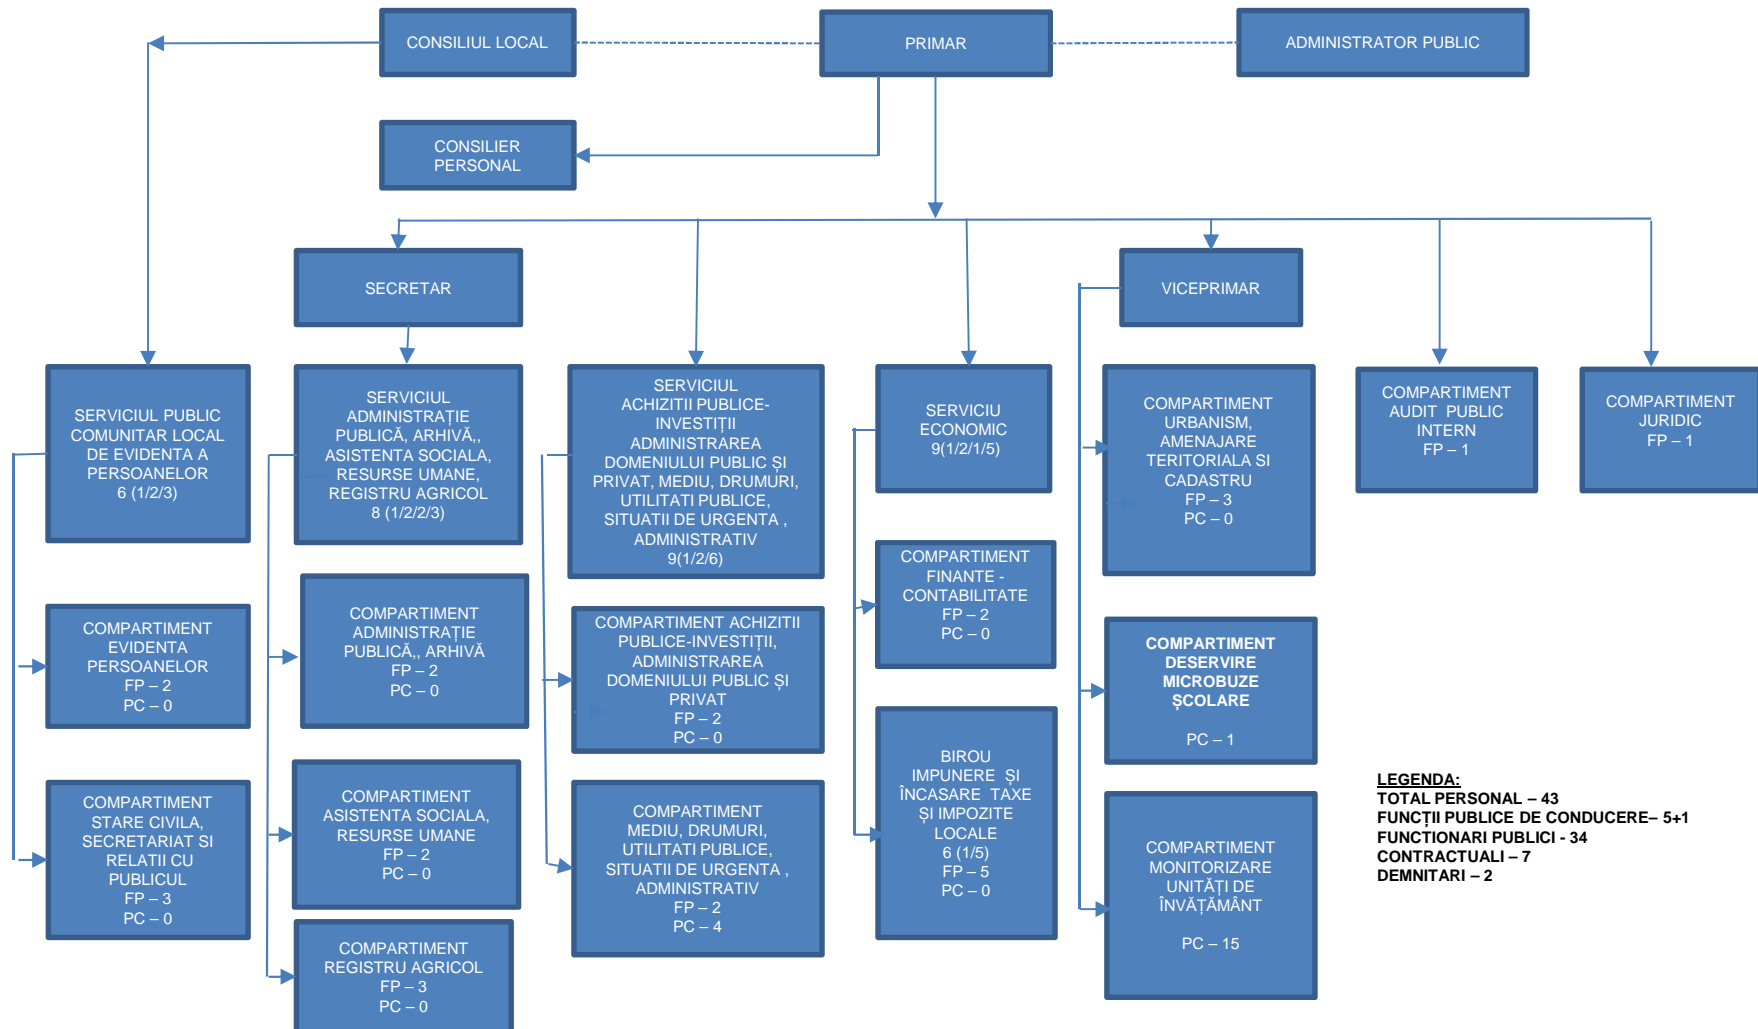 CONSILIUL LOCAL
PRIMAR
ADMINISTRATOR PUBLIC
CONSILIER
PERSONAL
SECRETAR
VICEPRIMAR
SERVICIUL PUBLIC
COMUNITAR LOCAL
DE EVIDENTA A
PERSOANELOR
6 (1/2/3)
SERVICIUL
ADMINISTRAȚIE
PUBLICĂ, ARHIVĂ,,
ASISTENTA SOCIALA,
RESURSE UMANE,
REGISTRU AGRICOL
8 (1/2/2/3)
SERVICIUL
ACHIZITII PUBLICE-
INVESTIȚII
ADMINISTRAREA
DOMENIULUI PUBLIC ȘI
PRIVAT, MEDIU, DRUMURI,
UTILITATI PUBLICE,
SITUATII DE URGENTA ,
ADMINISTRATIV
9(1/2/6)
SERVICIU
ECONOMIC
9(1/2/1/5)
COMPARTIMENT
URBANISM,
AMENAJARE
TERITORIALA SI
CADASTRU
FP – 3
PC – 0
COMPARTIMENT
AUDIT PUBLIC
INTERN
FP – 1
COMPARTIMENT
JURIDIC
FP – 1
COMPARTIMENT
EVIDENTA
PERSOANELOR
FP – 2
PC – 0
COMPARTIMENT
ADMINISTRAȚIE
PUBLICĂ,, ARHIVĂ
FP – 2
PC – 0
COMPARTIMENT ACHIZITII
PUBLICE-INVESTIȚII,
ADMINISTRAREA
DOMENIULUI PUBLIC ȘI
PRIVAT
FP – 2
PC – 0
COMPARTIMENT
FINANTE -
CONTABILITATE
FP – 2
PC – 0
COMPARTIMENT
DESERVIRE
MICROBUZE
ȘCOLARE
PC – 1
COMPARTIMENT
STARE CIVILA,
SECRETARIAT SI
RELATII CU
PUBLICUL
FP – 3
PC – 0
COMPARTIMENT
ASISTENTA SOCIALA,
RESURSE UMANE
FP – 2
PC – 0
COMPARTIMENT
MEDIU, DRUMURI,
UTILITATI PUBLICE,
SITUATII DE URGENTA ,
ADMINISTRATIV
FP – 2
PC – 4
BIROU
IMPUNERE ȘI
ÎNCASARE TAXE
ȘI IMPOZITE
LOCALE
6 (1/5)
FP – 5
PC – 0
COMPARTIMENT
MONITORIZARE
UNITĂȚI DE
ÎNVĂȚĂMÂNT
PC – 15
COMPARTIMENT
REGISTRU AGRICOL
FP – 3
PC – 0
LEGENDA:
TOTAL PERSONAL – 43
FUNCȚII PUBLICE DE CONDUCERE– 5+1
FUNCTIONARI PUBLICI - 34
CONTRACTUALI – 7
DEMNITARI – 2